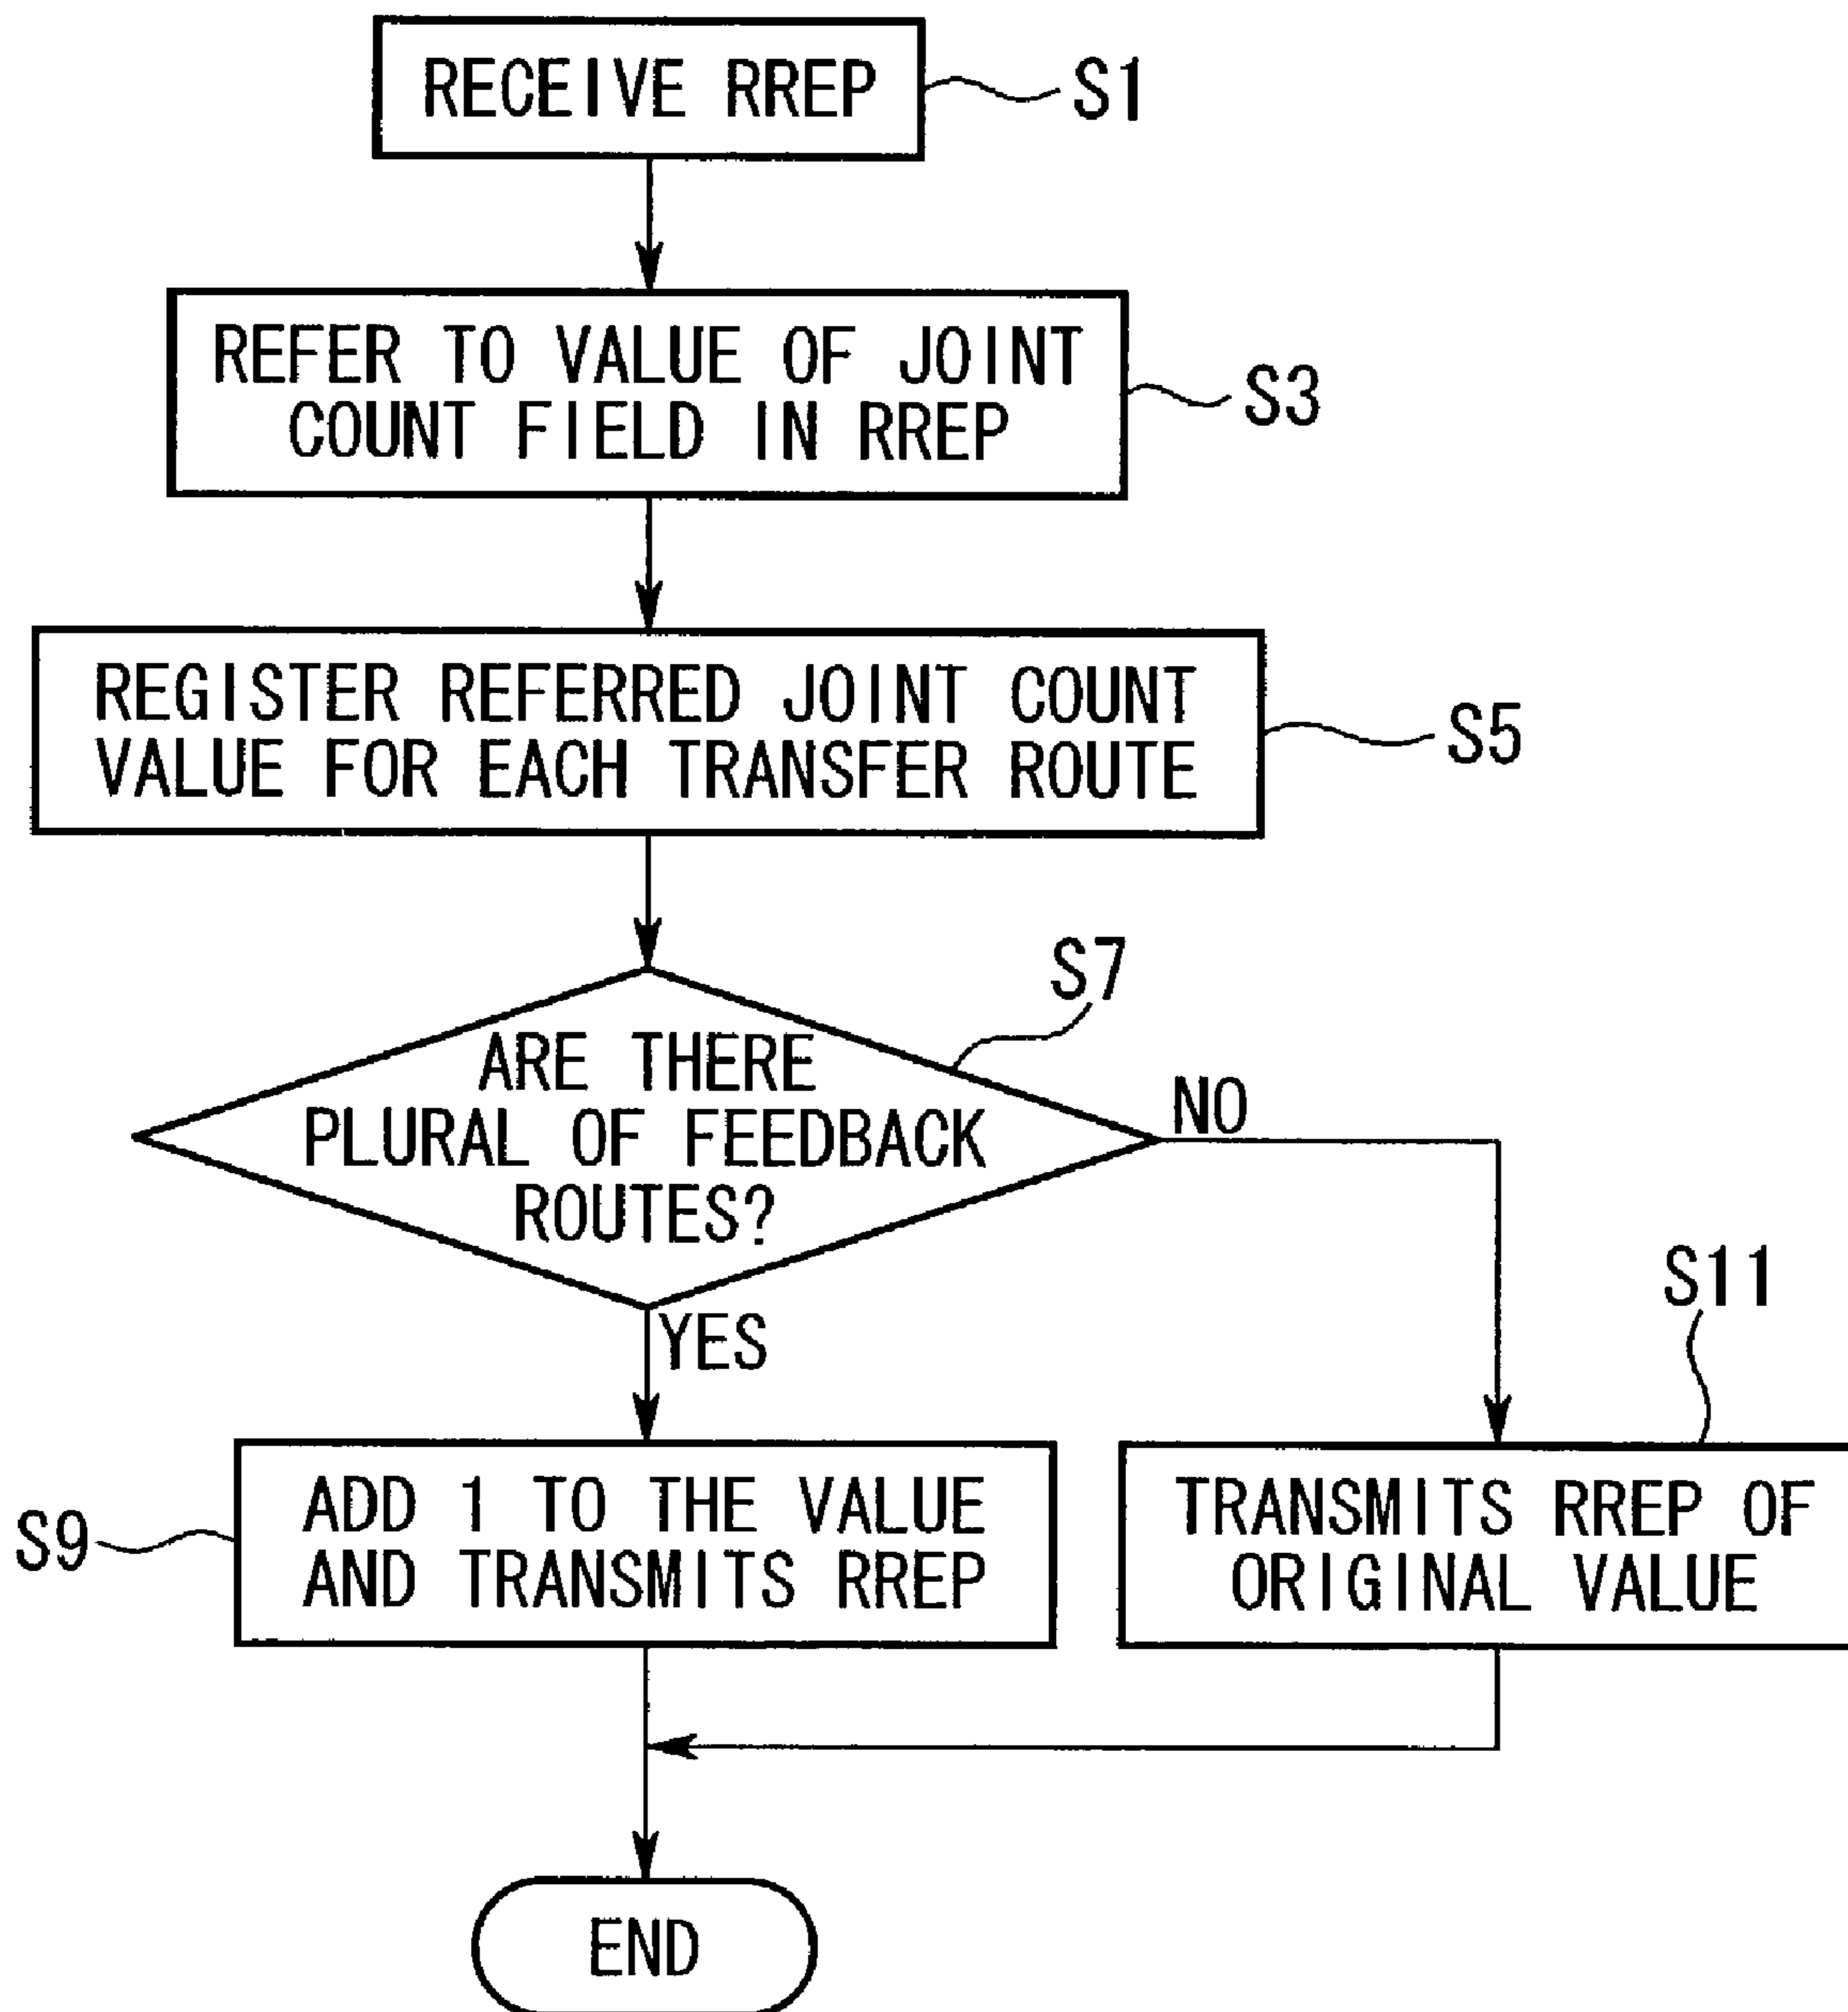 RECEIVE RREP
S1
REFER TO VALUE OF JOINT
COUNT FIELD IN RREP
S3
REGISTER REFERRED JOINT COUNT
VALUE FOR EACH TRANSFER ROUTE
S5
S7
ARE THERE
PLURAL OF FEEDBACK
ROUTES?
NO
YES
S11
S9
ADD 1 TO THE VALUE
AND TRANSMITS RREP
TRANSMITS RREP OF
ORIGINAL VALUE
END